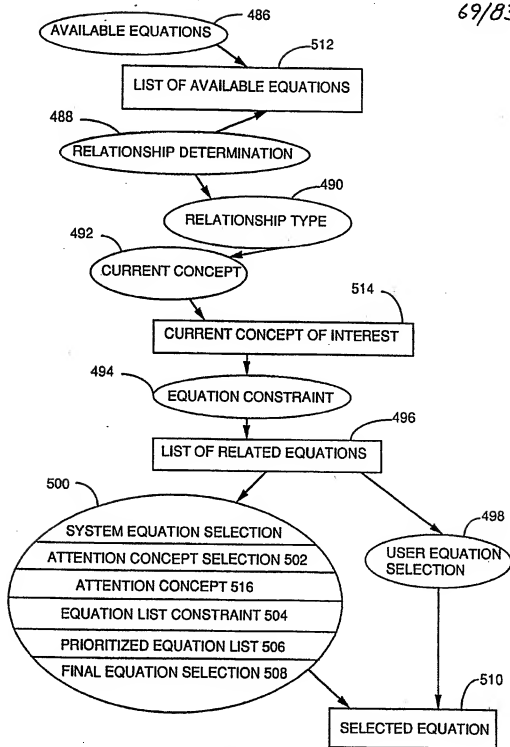 69/83
AVAILABLE EQUATIONS
486
512
LIST OF AVAILABLE EQUATIONS
488
RELATIONSHIP DETERMINATION
490
RELATIONSHIP TYPE
492
CURRENT CONCEPT
514
CURRENT CONCEPT OF INTEREST
494
EQUATION CONSTRAINT
496
LIST OF RELATED EQUATIONS
500
SYSTEM EQUATION SELECTION
ATTENTION CONCEPT SELECTION 502
ATTENTION CONCEPT 516
EQUATION LIST CONSTRAINT 504
PRIORITIZED EQUATION LIST 506
FINAL EQUATION SELECTION 508
498
USER EQUATION
SELECTION
510
SELECTED EQUATION